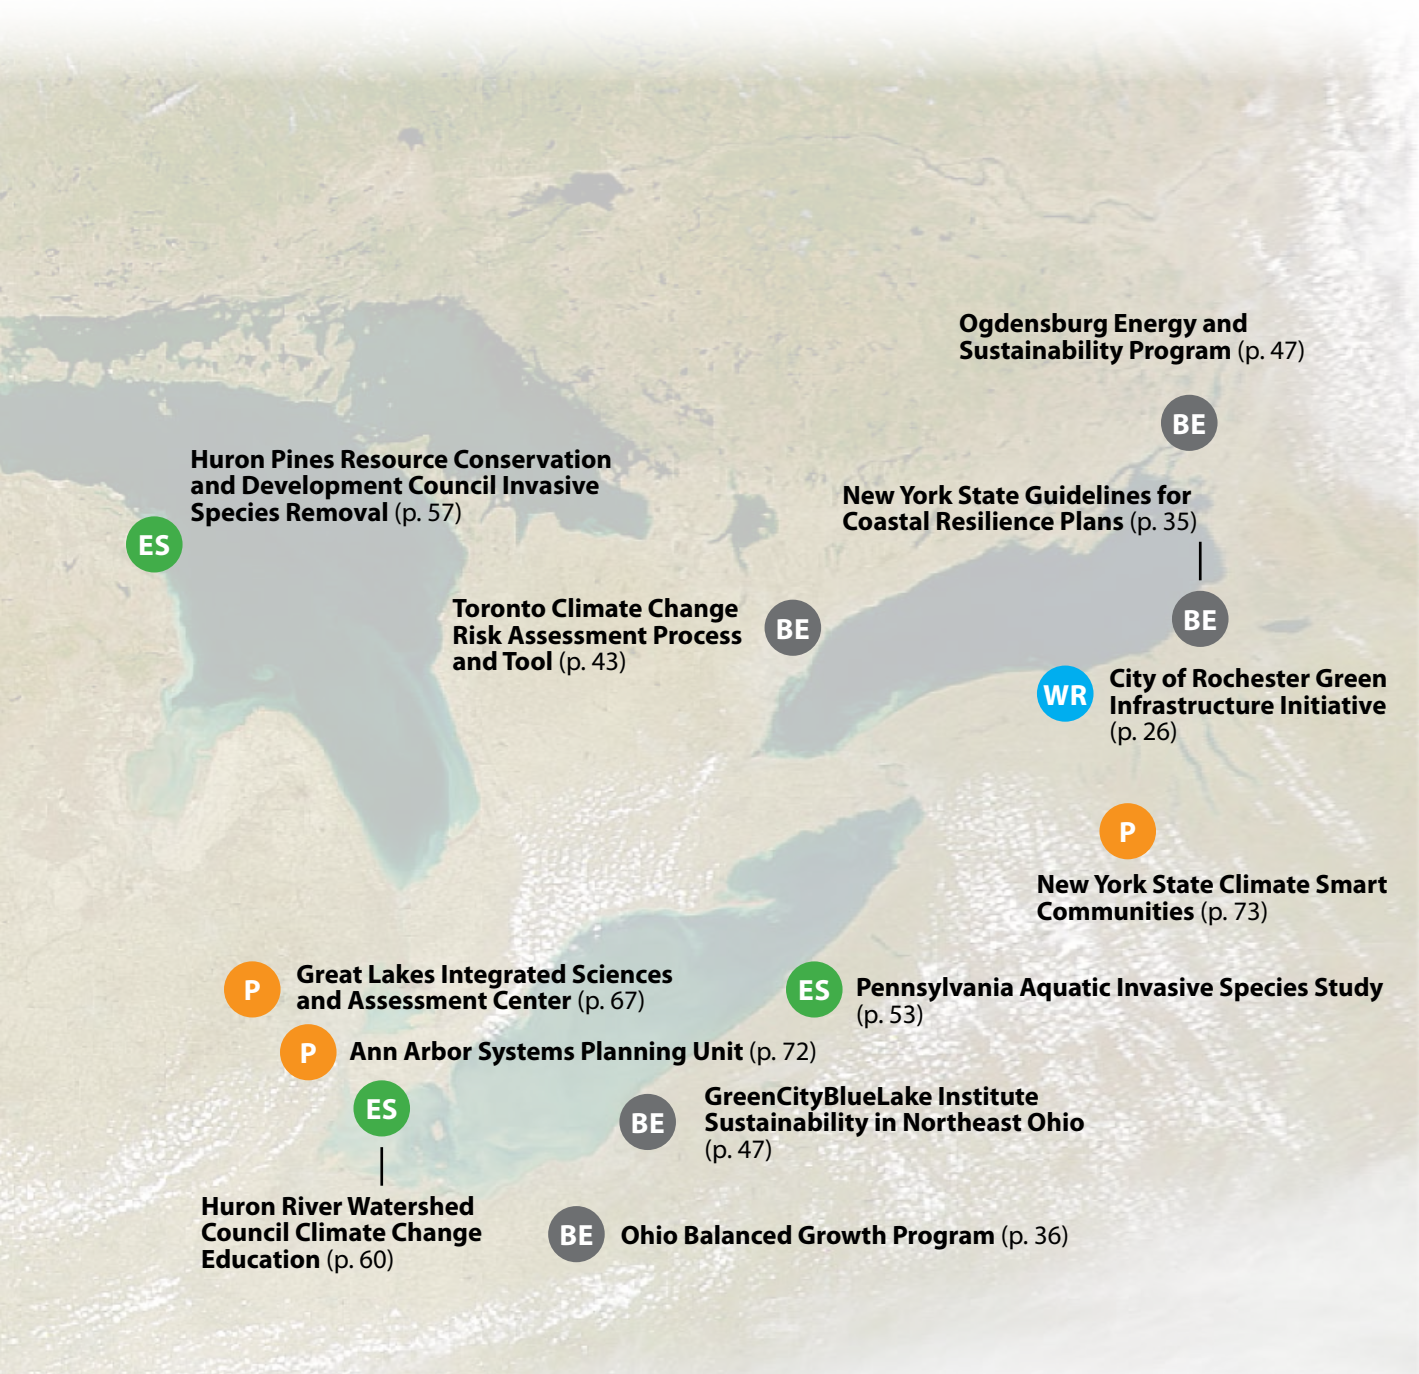 Ogdensburg Energy and
Sustainability Program (p. 47)
BE
Huron Pines Resource Conservation
and Development Council Invasive
Species Removal (p. 57)
ES
New York State Guidelines for
Coastal Resilience Plans (p. 35)
BE
Toronto Climate Change
Risk Assessment Process
and Tool (p. 43)
BE
WR
City of Rochester Green
Infrastructure Initiative
(p. 26)
P
New York State Climate Smart
Communities (p. 73)
P
Great Lakes Integrated Sciences
and Assessment Center (p. 67)
ES
Pennsylvania Aquatic Invasive Species Study
(p. 53)
P
Ann Arbor Systems Planning Unit (p. 72)
ES
Huron River Watershed
Council Climate Change
Education (p. 60)
BE
GreenCityBlueLake Institute
Sustainability in Northeast Ohio
(p. 47)
BE
Ohio Balanced Growth Program (p. 36)